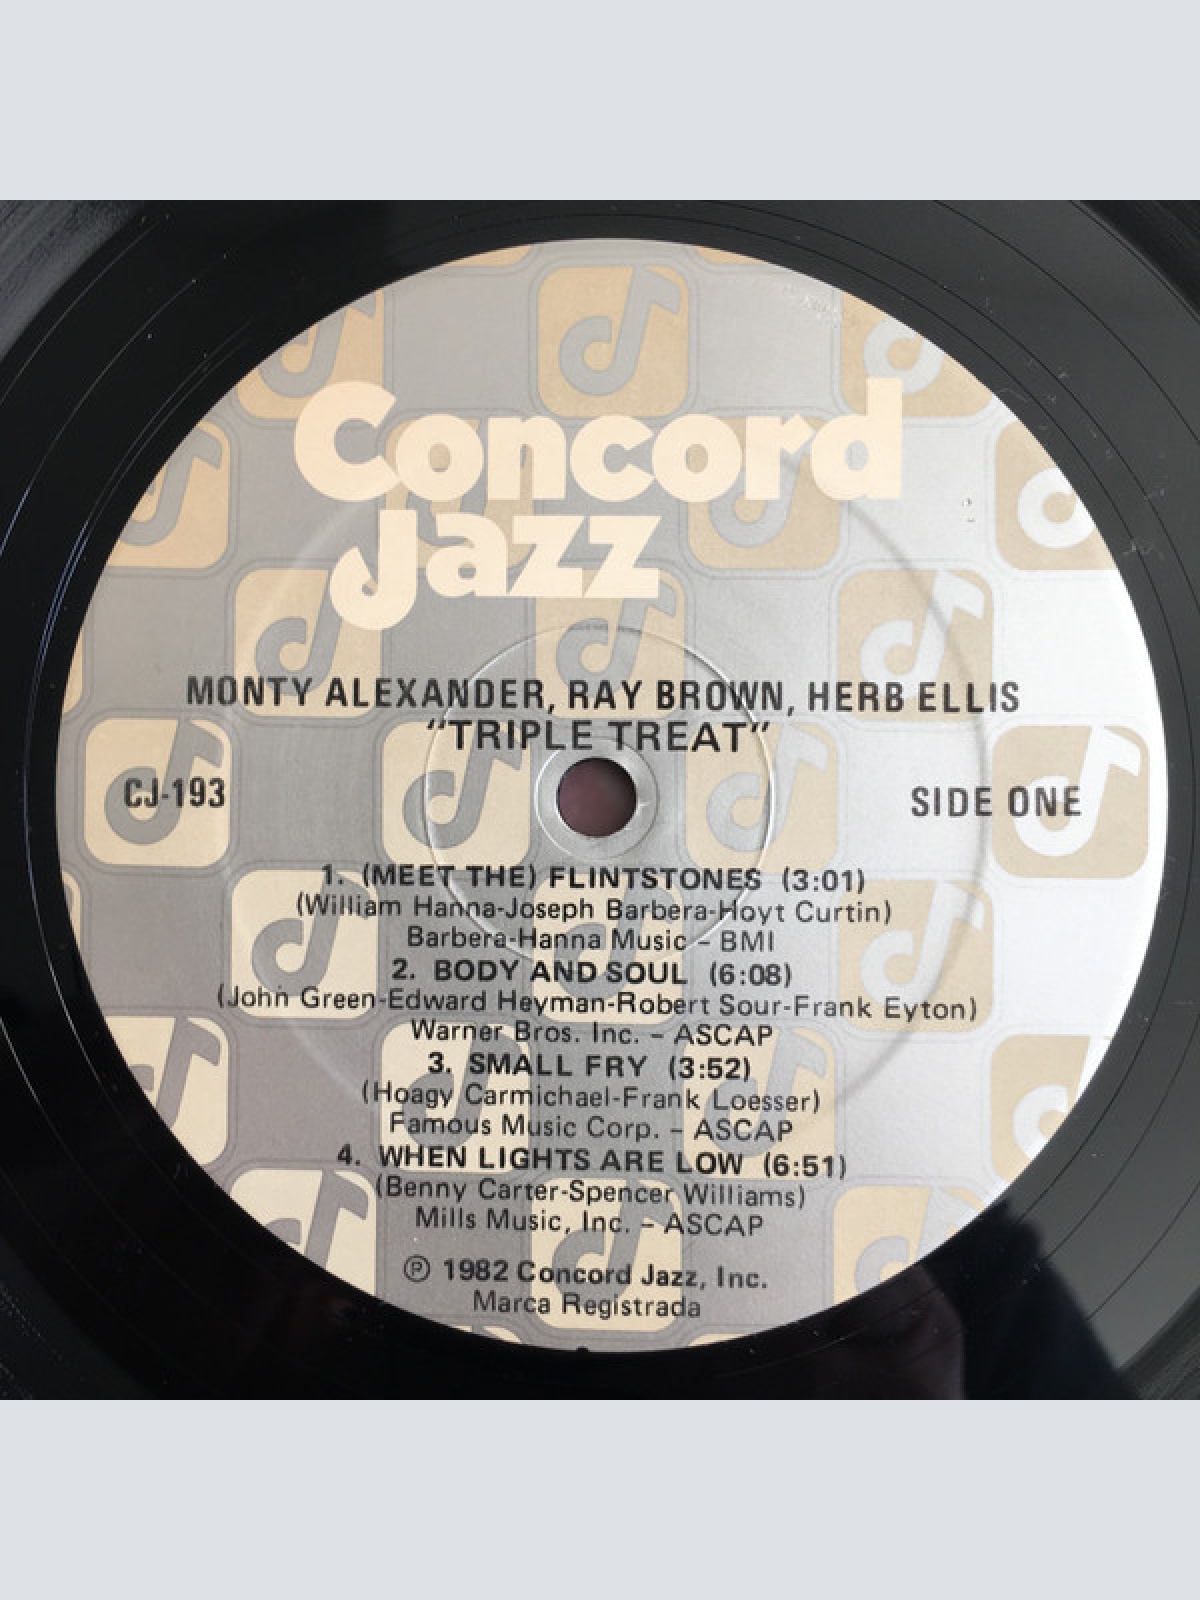 Concord
Jazz
MONTY ALEXANDER, RAY BROWN, HERB ELLIS
“TRIPLE TREAT”
CJ-193
SIDE ONE
1. (MEET THE) FLINTSTONES (3:01)
(William Hanna-Joseph Barbera-Hoyt Curtin)
Barbera-Hanna Music – BMI
2. BODY AND SOUL (6:08)
(John Green-Edward Heyman-Robert Sour-Frank Eyton)
Warner Bros. Inc. – ASCAP
3. SMALL FRY (3:52)
(Hoagy Carmichael-Frank Loesser)
Famous Music Corp. – ASCAP
4. WHEN LIGHTS ARE LOW (6:51)
(Benny Carter-Spencer Williams)
Mills Music, Inc. – ASCAP
℗ 1982 Concord Jazz, Inc.
Marca Registrada